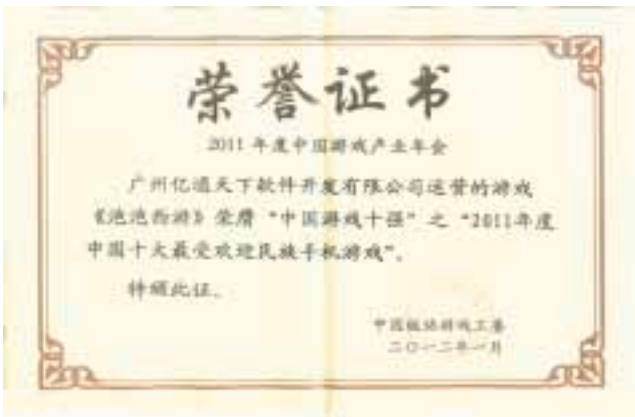 荣誉证书
2011年度中国游戏产业年会
广州亿通天下软件开发有限公司运营的游戏
《泡泡西游》荣膺“中国游戏十强”之“2011年度
中国十大最受欢迎民族手机游戏”。
特颁此证。
中国版协游戏工委
二〇一二年一月